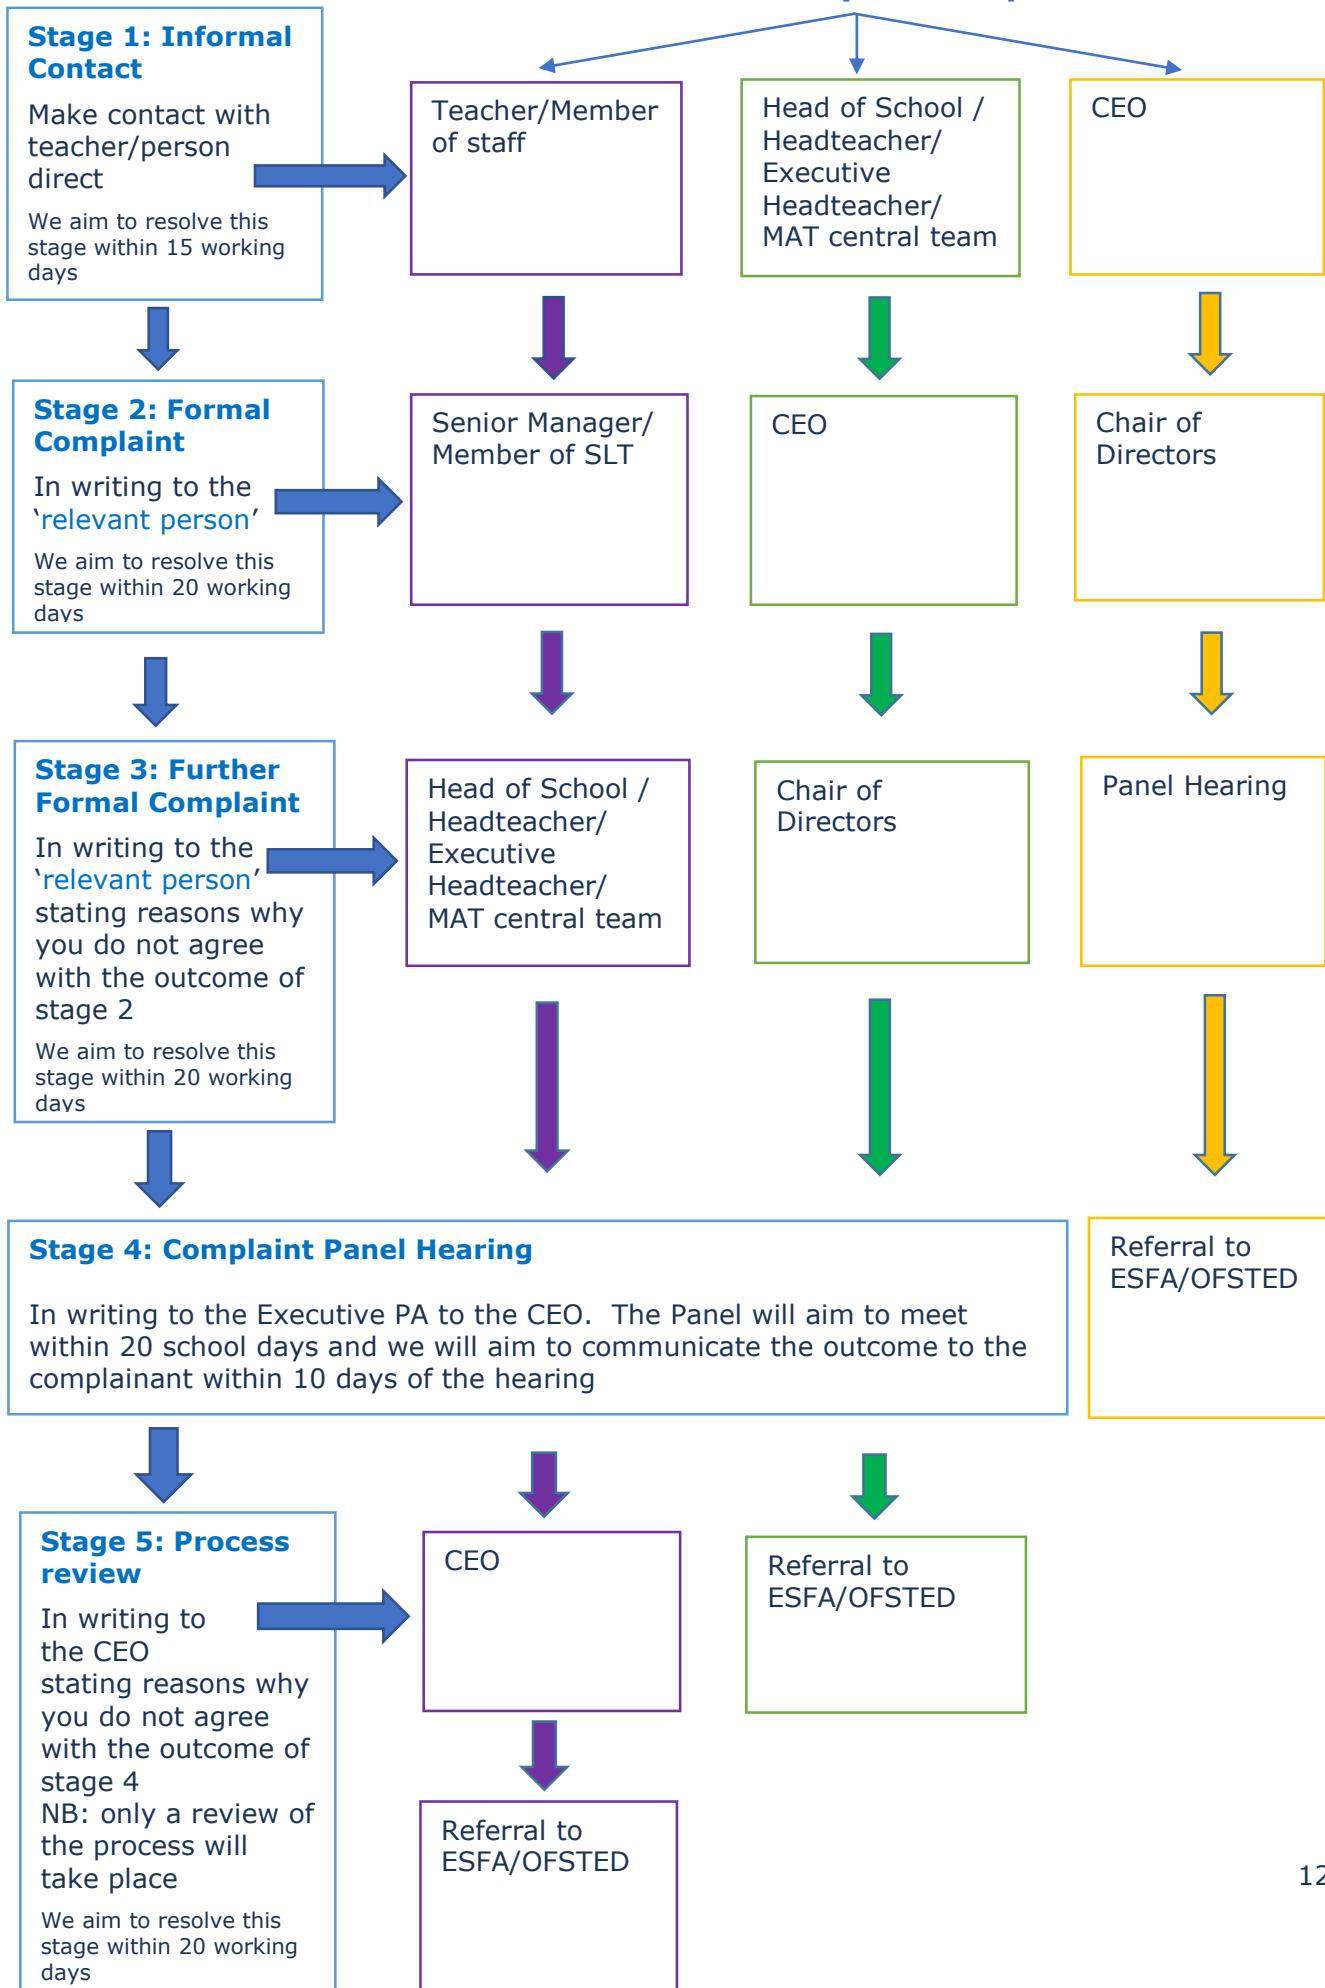 Stage 1: Informal
Contact
Make contact with
teacher/person
direct
We aim to resolve this
stage within 15 working
days
Teacher/Member
of staff
Head of School /
Headteacher/
Executive
Headteacher/
MAT central team
CEO
Stage 2: Formal
Complaint
In writing to the
‘relevant person’
We aim to resolve this
stage within 20 working
days
Senior Manager/
Member of SLT
CEO
Chair of
Directors
Stage 3: Further
Formal Complaint
In writing to the
‘relevant person’
stating reasons why
you do not agree
with the outcome of
stage 2
We aim to resolve this
stage within 20 working
days
Head of School /
Headteacher/
Executive
Headteacher/
MAT central team
Chair of
Directors
Panel Hearing
Stage 4: Complaint Panel Hearing
In writing to the Executive PA to the CEO.  The Panel will aim to meet
within 20 school days and we will aim to communicate the outcome to the
complainant within 10 days of the hearing
Referral to
ESFA/OFSTED
Stage 5: Process
review
In writing to
the CEO
stating reasons why
you do not agree
with the outcome of
stage 4
NB: only a review of
the process will
take place
We aim to resolve this
stage within 20 working
days
CEO
Referral to
ESFA/OFSTED
Referral to
ESFA/OFSTED
12